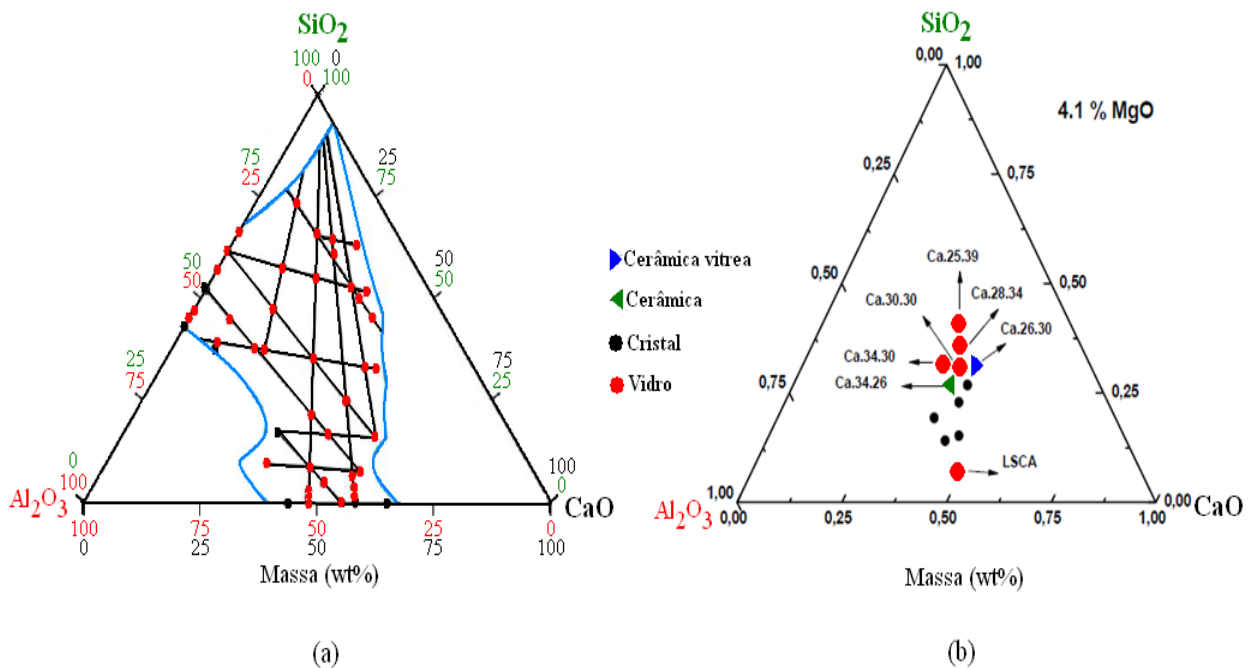 SiO2
100 0
0 100
75
25
25
75
50
50
50
50
25
75
75
25
0
100
100
0
Al2O3
CaO
100 75 50 25 0
0 25 50 75 100
Massa (wt%)
(a)
Cerâmica vitrea
Cerâmica
Cristal
Vidro
SiO2
0,00 1,00
4.1 % MgO
0,25
0,75
0,50
0,50
0,75
0,25
1,00
0,00
Ca.25.39
Ca.28.34
Ca.30.30
Ca.26.30
Ca.34.30
Ca.34.26
LSCA
Al2O3
CaO
0,00 0,25 0,50 0,75 1,00
Massa (wt%)
(b)